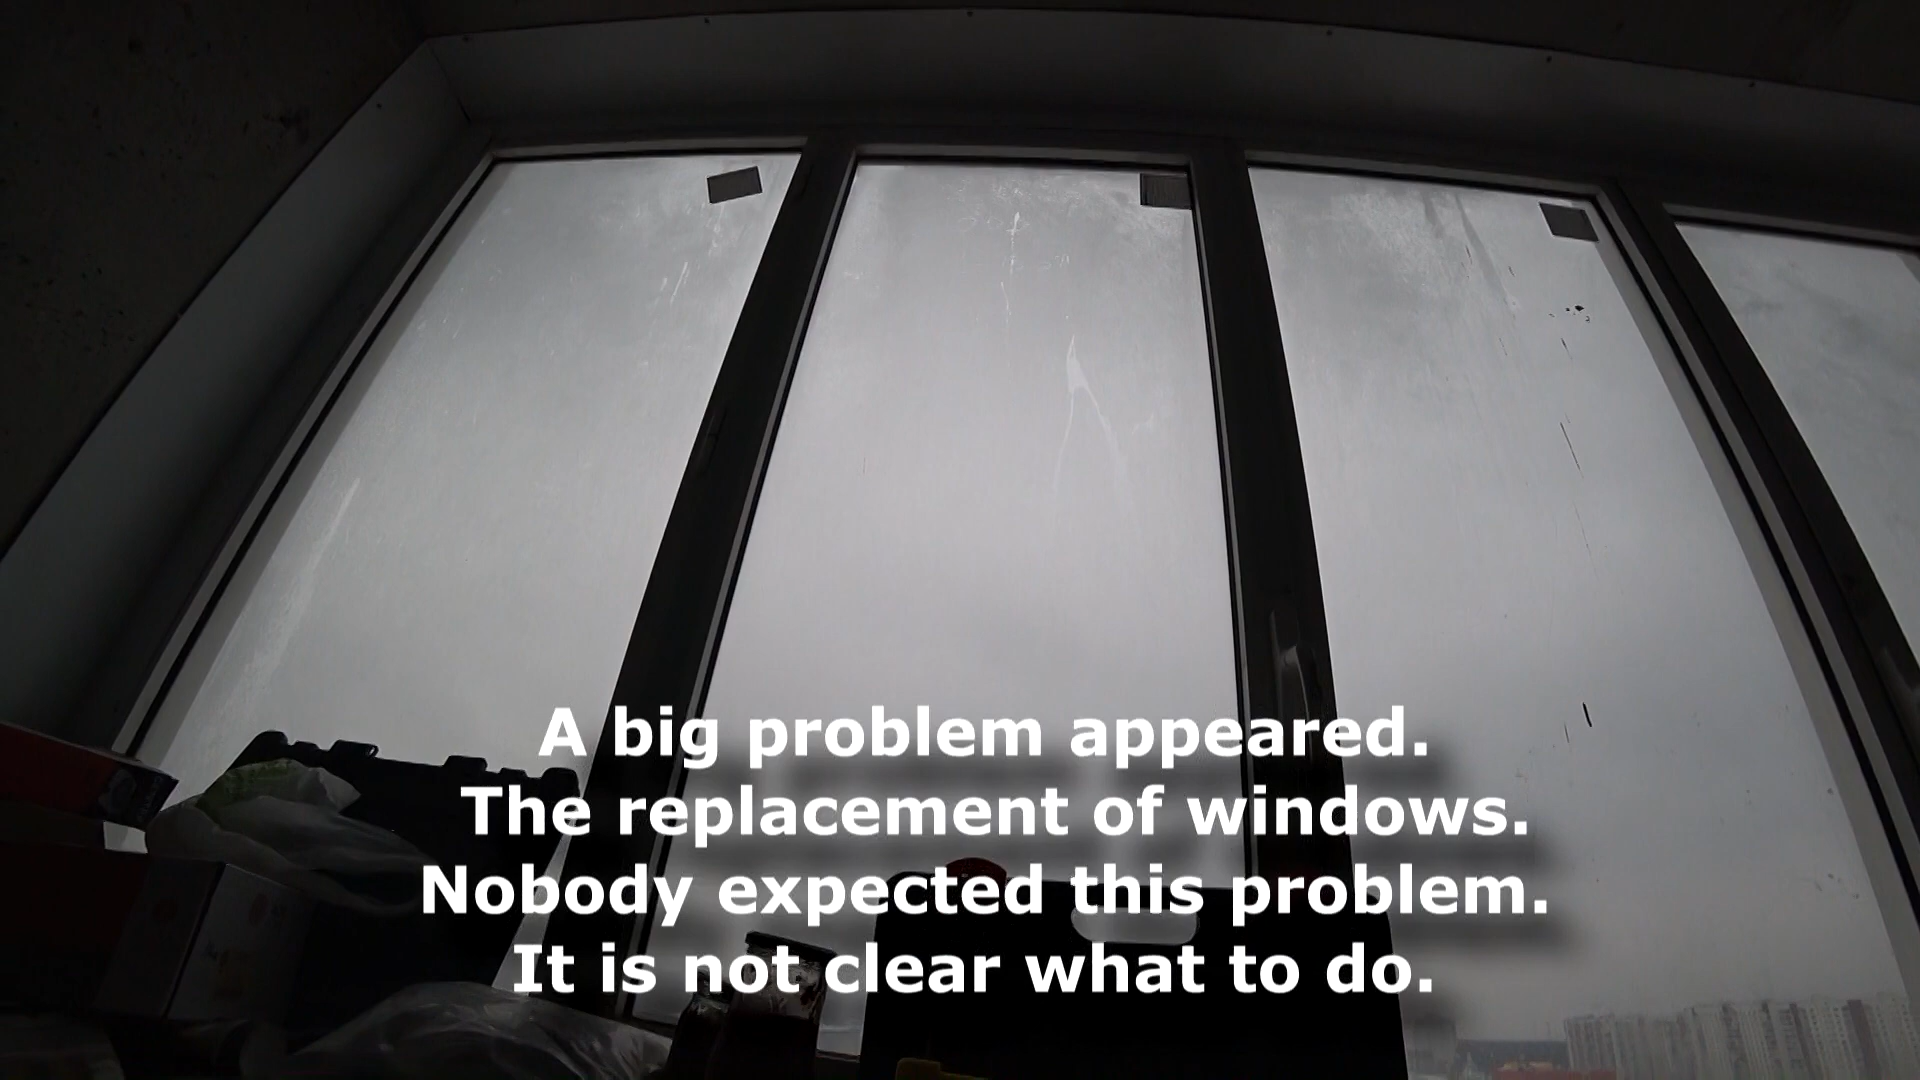 A big problem appeared.
The replacement of windows.
Nobody expected this problem.
It is not clear what to do.